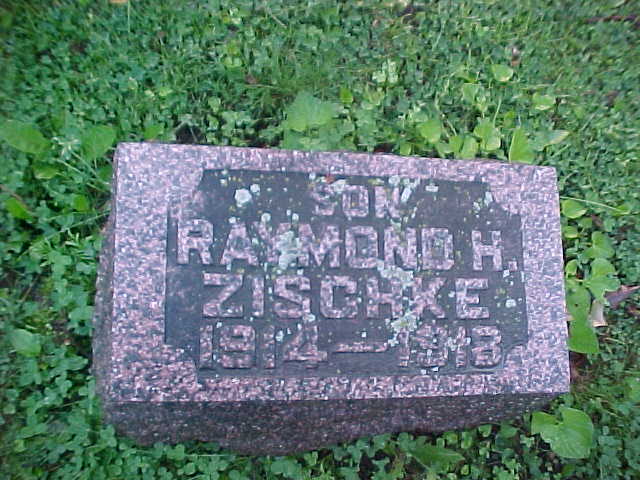 SON
RAYMOND H.
ZISCHKE
1914—1918